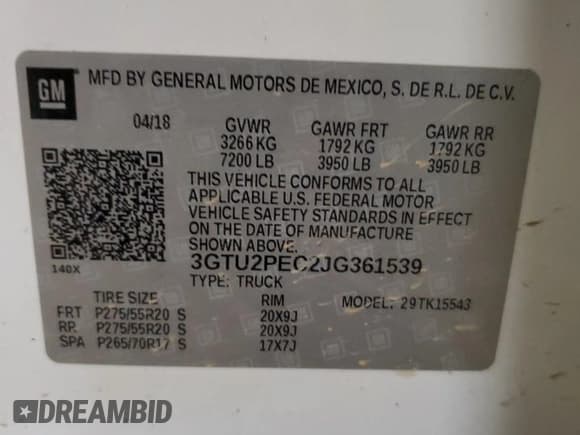 GM MFD BY GENERAL MOTORS DE MEXICO, S. DE R.L. DE C.V.
04/18 GVWR GAWR FRT GAWR RR
3266 KG 1792 KG 1792 KG
7200 LB 3950 LB 3950 LB
THIS VEHICLE CONFORMS TO ALL
APPLICABLE U.S. FEDERAL MOTOR
VEHICLE SAFETY STANDARDS IN EFFECT
ON THE DATE OF MANUFACTURE
SHOWN ABOVE.
140X 3GTU2PEC2JG361539
TYPE: TRUCK
TIRE SIZE RIM MODEL: 29TK15543
FRT P275/55R20 S 20X9J
RR P275/55R20 S 20X9J
SPA P265/70R17 S 17X7J
DREAMBID